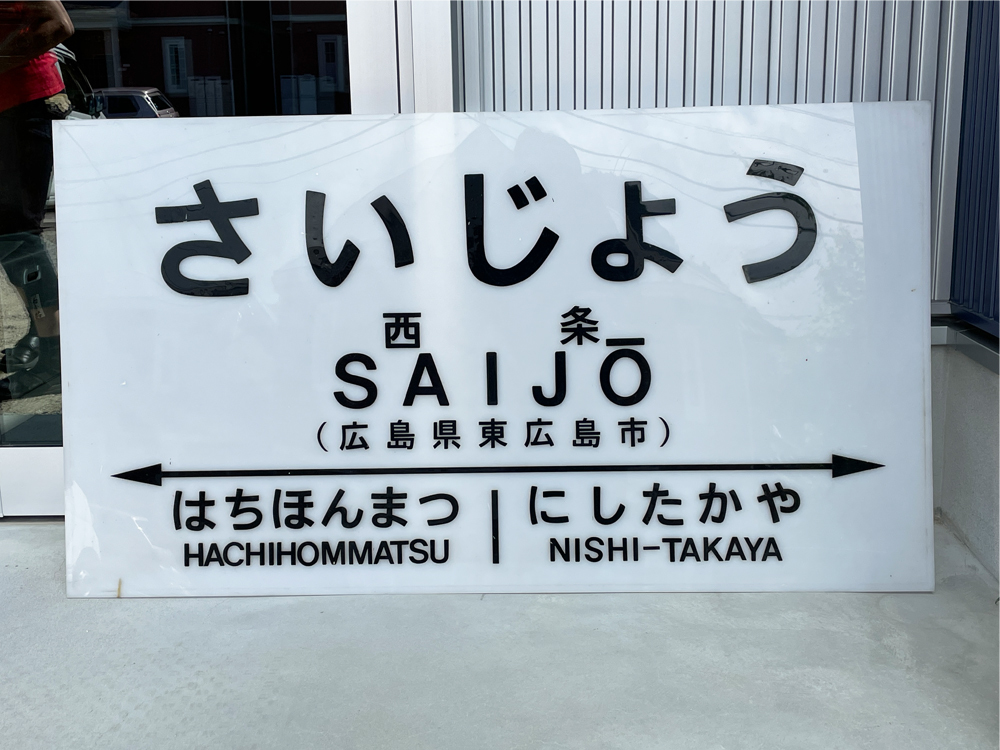 さいじょう
西条
SAIJŌ
(広島県東広島市)
はちほんまつ にしたかや
HACHIHOMMATSU NISHI-TAKAYA